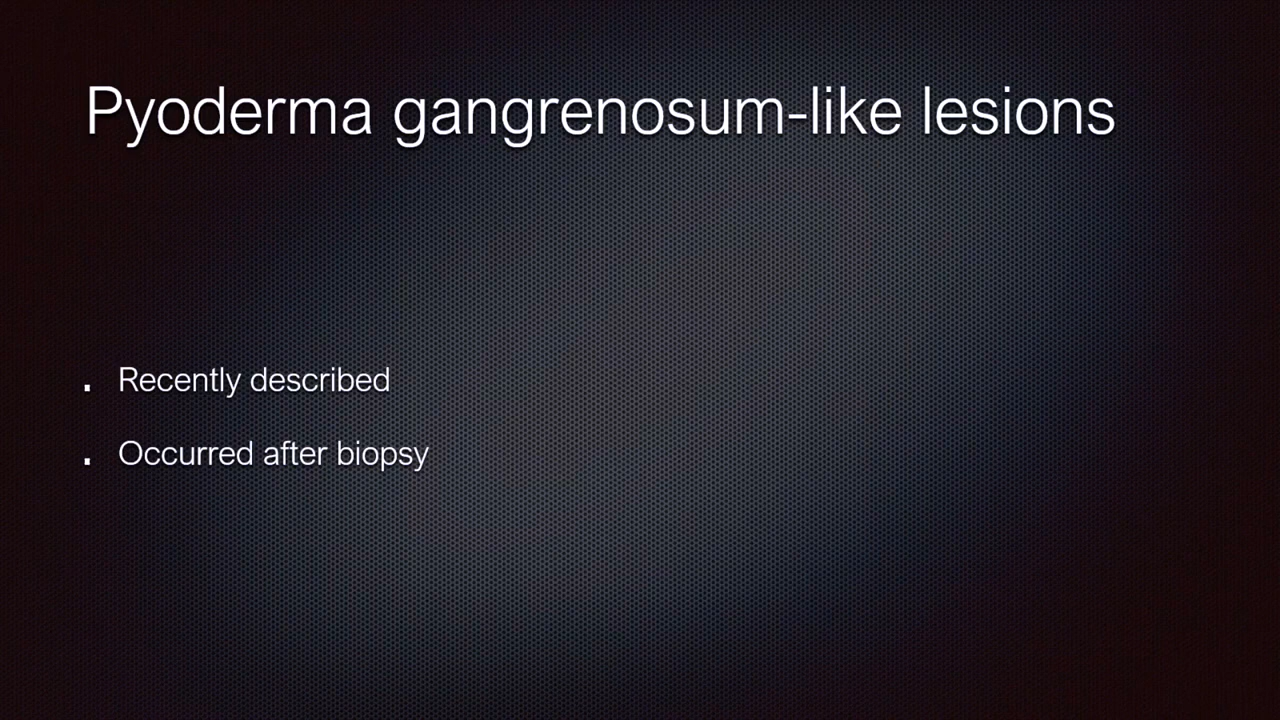 Pyoderma gangrenosum-like lesions
▪ Recently described
▪ Occurred after biopsy